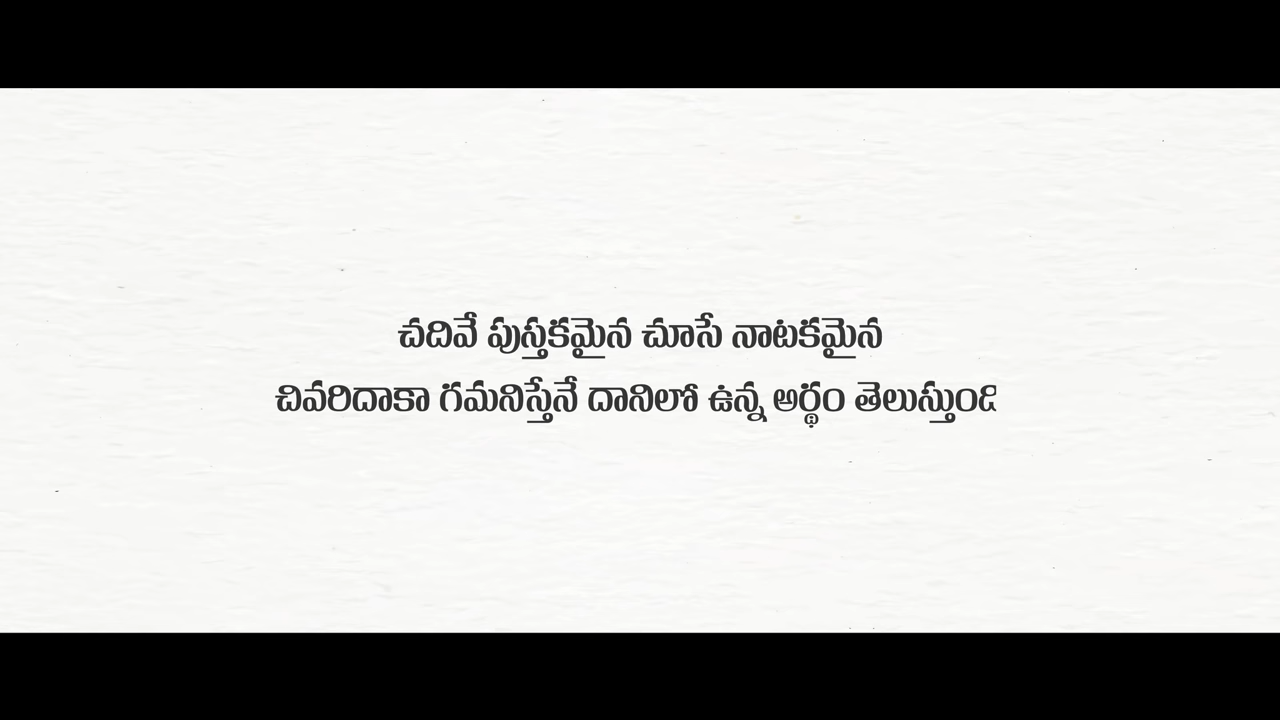 చదివే పుస్తకమైన చూసే నాటకమైన
చివరిదాకా గమనిస్తేనే దానిలో ఉన్న అర్థం తెలుస్తుంది